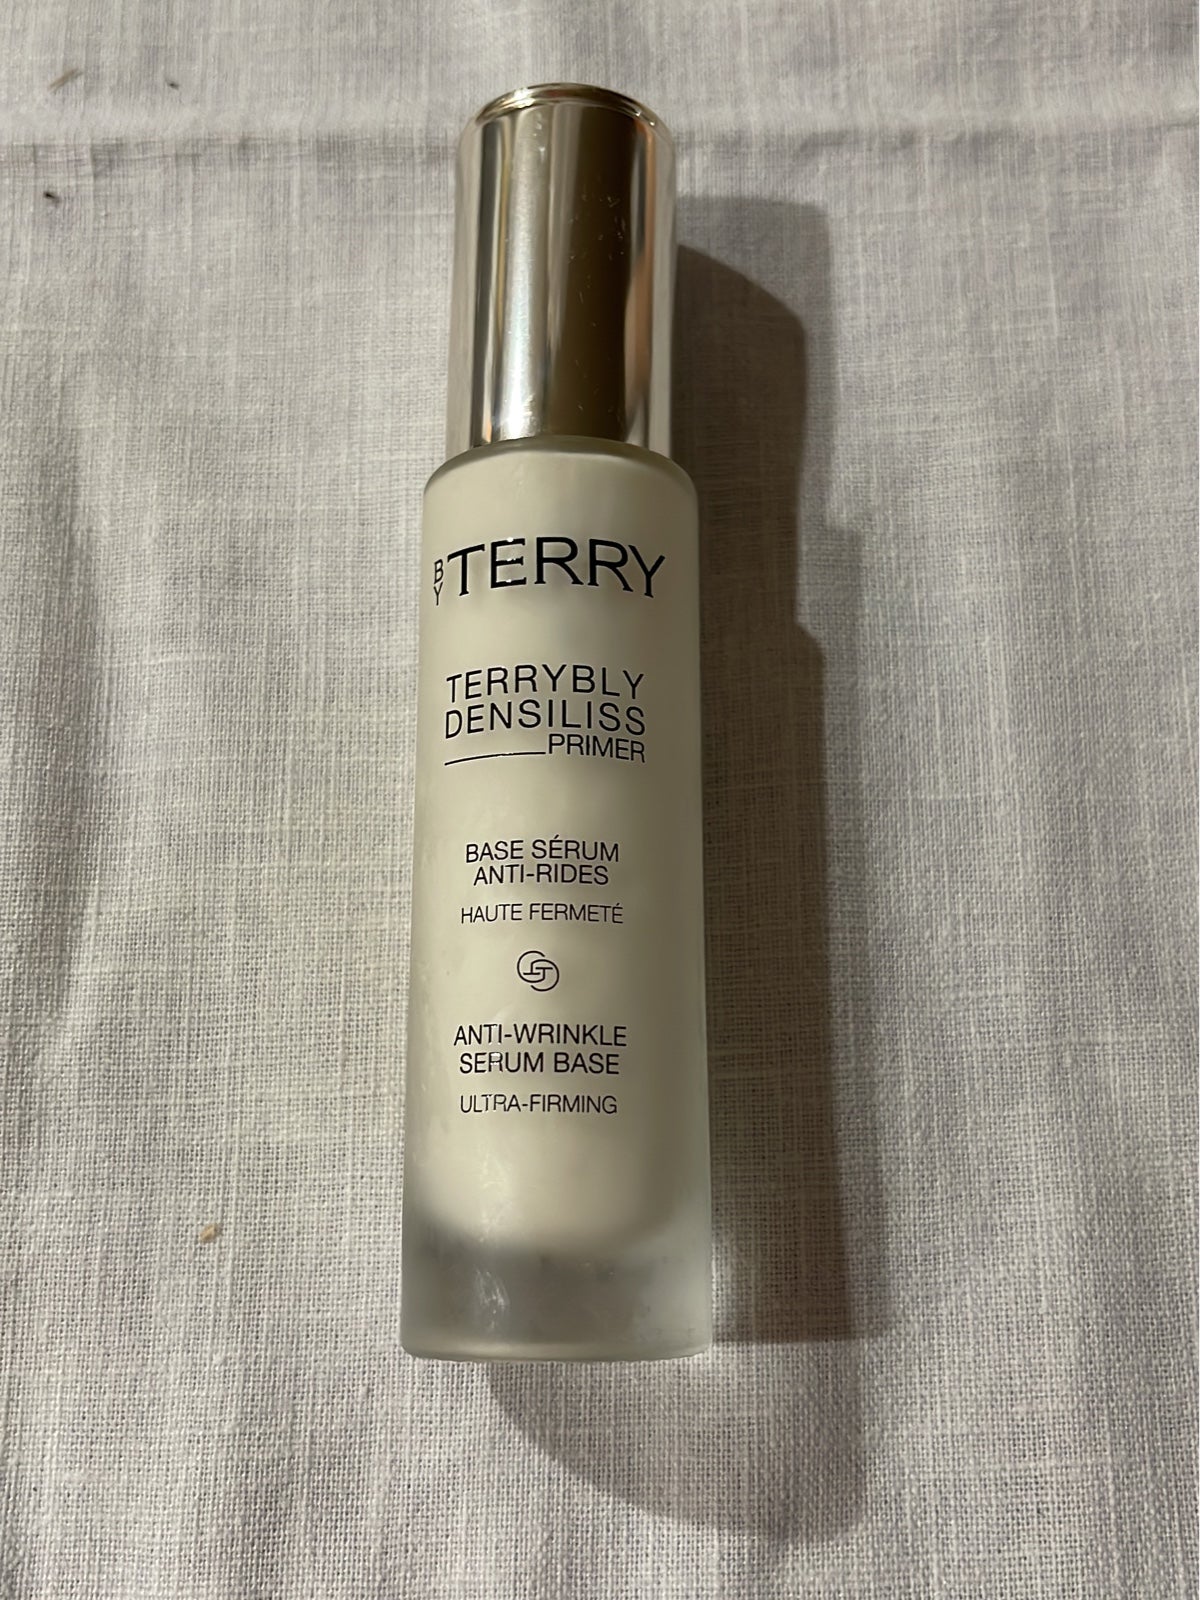 BY TERRY
TERRYBLY
DENSILISS
PRIMER
BASE SÉRUM
ANTI-RIDES
HAUTE FERMETÉ
ANTI-WRINKLE
SERUM BASE
ULTRA-FIRMING